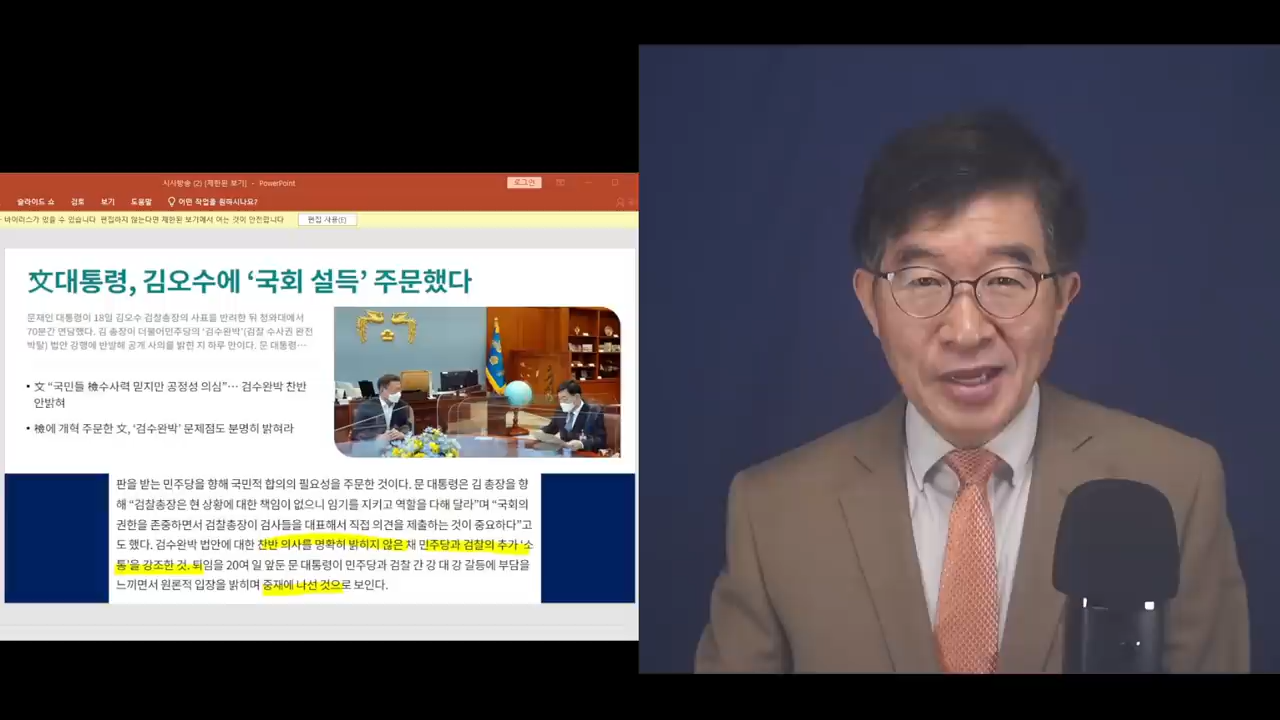 시사방송 (2) [제한된 보기] - PowerPoint
로그인
슬라이드 쇼 검토 보기 도움말 어떤 작업을 원하시나요?
바이러스가 있을 수 있습니다. 편집하지 않는다면 제한된 보기에서 여는 것이 안전합니다.
편집 사용(E)
文대통령, 김오수에 ‘국회 설득’ 주문했다
문재인 대통령이 18일 김오수 검찰총장의 사표를 반려한 뒤 청와대에서
70분간 면담했다. 김 총장이 더불어민주당의 ‘검수완박’(검찰 수사권 완전
박탈) 법안 강행에 반발해 공개 사의를 밝힌 지 하루 만이다. 문 대통령…
• 文 “국민들 檢수사력 믿지만 공정성 의심”… 검수완박 찬반
안밝혀
• 檢에 개혁 주문한 文, ‘검수완박’ 문제점도 분명히 밝혀라
판을 받는 민주당을 향해 국민적 합의의 필요성을 주문한 것이다. 문 대통령은 김 총장을 향
해 “검찰총장은 현 상황에 대한 책임이 없으니 임기를 지키고 역할을 다해 달라”며 “국회의
권한을 존중하면서 검찰총장이 검사들을 대표해서 직접 의견을 제출하는 것이 중요하다”고
도 했다. 검수완박 법안에 대한 찬반 의사를 명확히 밝히지 않은 채 민주당과 검찰의 추가 ‘소
통’을 강조한 것. 퇴임을 20여 일 앞둔 문 대통령이 민주당과 검찰 간 강 대 강 갈등에 부담을
느끼면서 원론적 입장을 밝히며 중재에 나선 것으로 보인다.